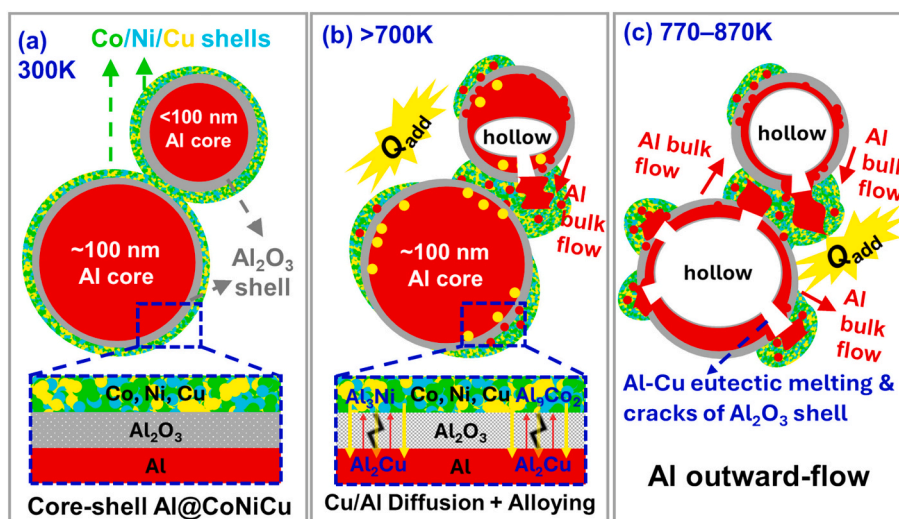 (a)
300K
Co/Ni/Cu shells
<100 nm
Al core
~100 nm
Al core
Al₂O₃
shell
Co, Ni, Cu
Al₂O₃
Al
Core-shell Al@CoNiCu
(b) >700K
Qadd
hollow
Al
bulk
flow
~100 nm
Al core
Al₃Ni Co, Ni, Cu Al₉Co₂
Al₂O₃
Al₂Cu Al Al₂Cu
Cu/Al Diffusion + Alloying
(c) 770–870K
hollow
Al bulk
flow
Al
bulk
flow
hollow
Qadd
Al
bulk
flow
Al-Cu eutectic melting &
cracks of Al₂O₃ shell
Al outward-flow